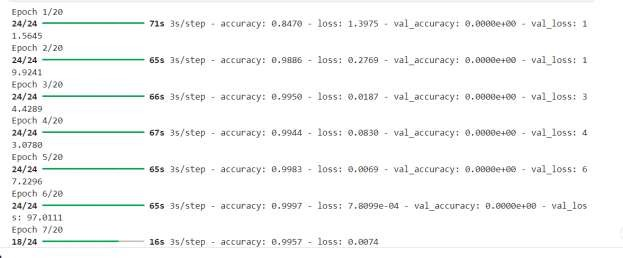 Epoch 1/20
24/24 71s 3s/step - accuracy: 0.8470 - loss: 1.3975 - val_accuracy: 0.0000e+00 - val_loss: 1
1.5645
Epoch 2/20
24/24 65s 3s/step - accuracy: 0.9886 - loss: 0.2769 - val_accuracy: 0.0000e+00 - val_loss: 1
9.9241
Epoch 3/20
24/24 66s 3s/step - accuracy: 0.9950 - loss: 0.0187 - val_accuracy: 0.0000e+00 - val_loss: 3
4.4289
Epoch 4/20
24/24 67s 3s/step - accuracy: 0.9944 - loss: 0.0830 - val_accuracy: 0.0000e+00 - val_loss: 4
3.0780
Epoch 5/20
24/24 65s 3s/step - accuracy: 0.9983 - loss: 0.0069 - val_accuracy: 0.0000e+00 - val_loss: 6
7.2296
Epoch 6/20
24/24 65s 3s/step - accuracy: 0.9997 - loss: 7.8099e-04 - val_accuracy: 0.0000e+00 - val_los
s: 97.0111
Epoch 7/20
18/24 16s 3s/step - accuracy: 0.9957 - loss: 0.0074